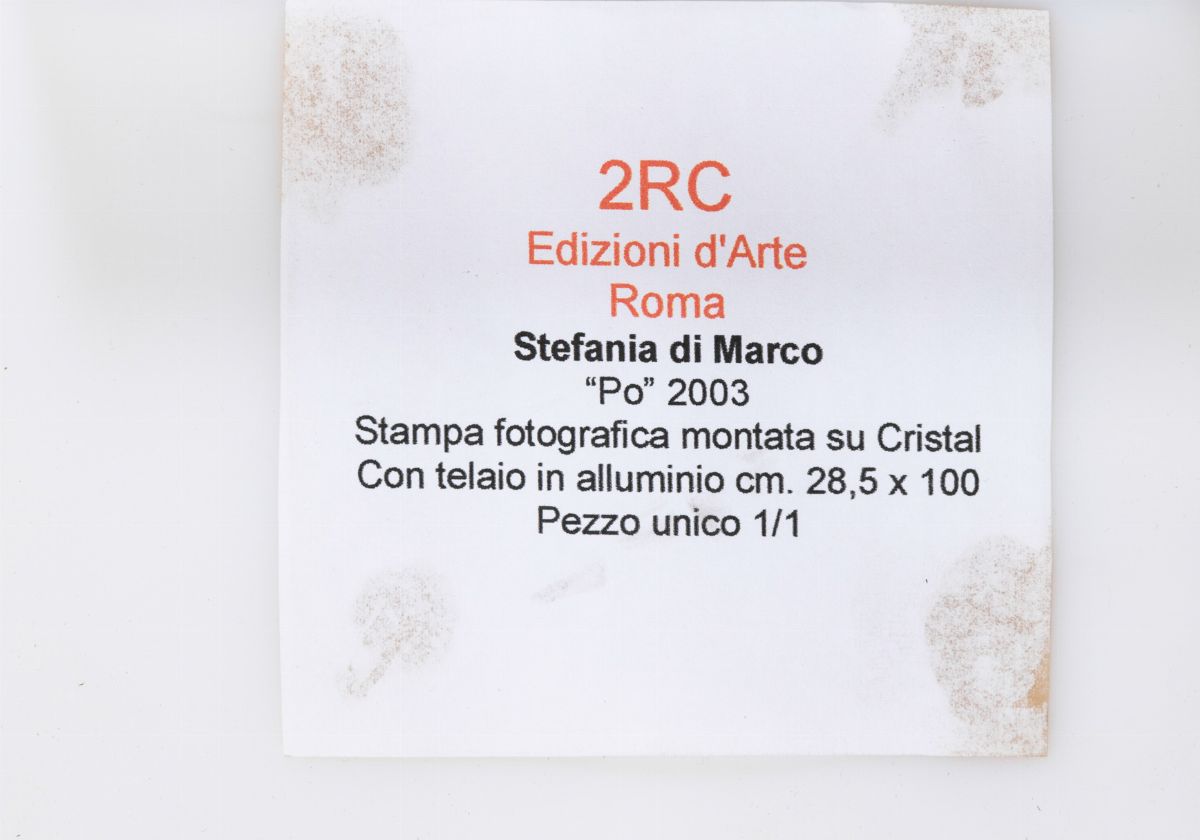 2RC
Edizioni d'Arte
Roma
Stefania di Marco
“Po” 2003
Stampa fotografica montata su Cristal
Con telaio in alluminio cm. 28,5 x 100
Pezzo unico 1/1